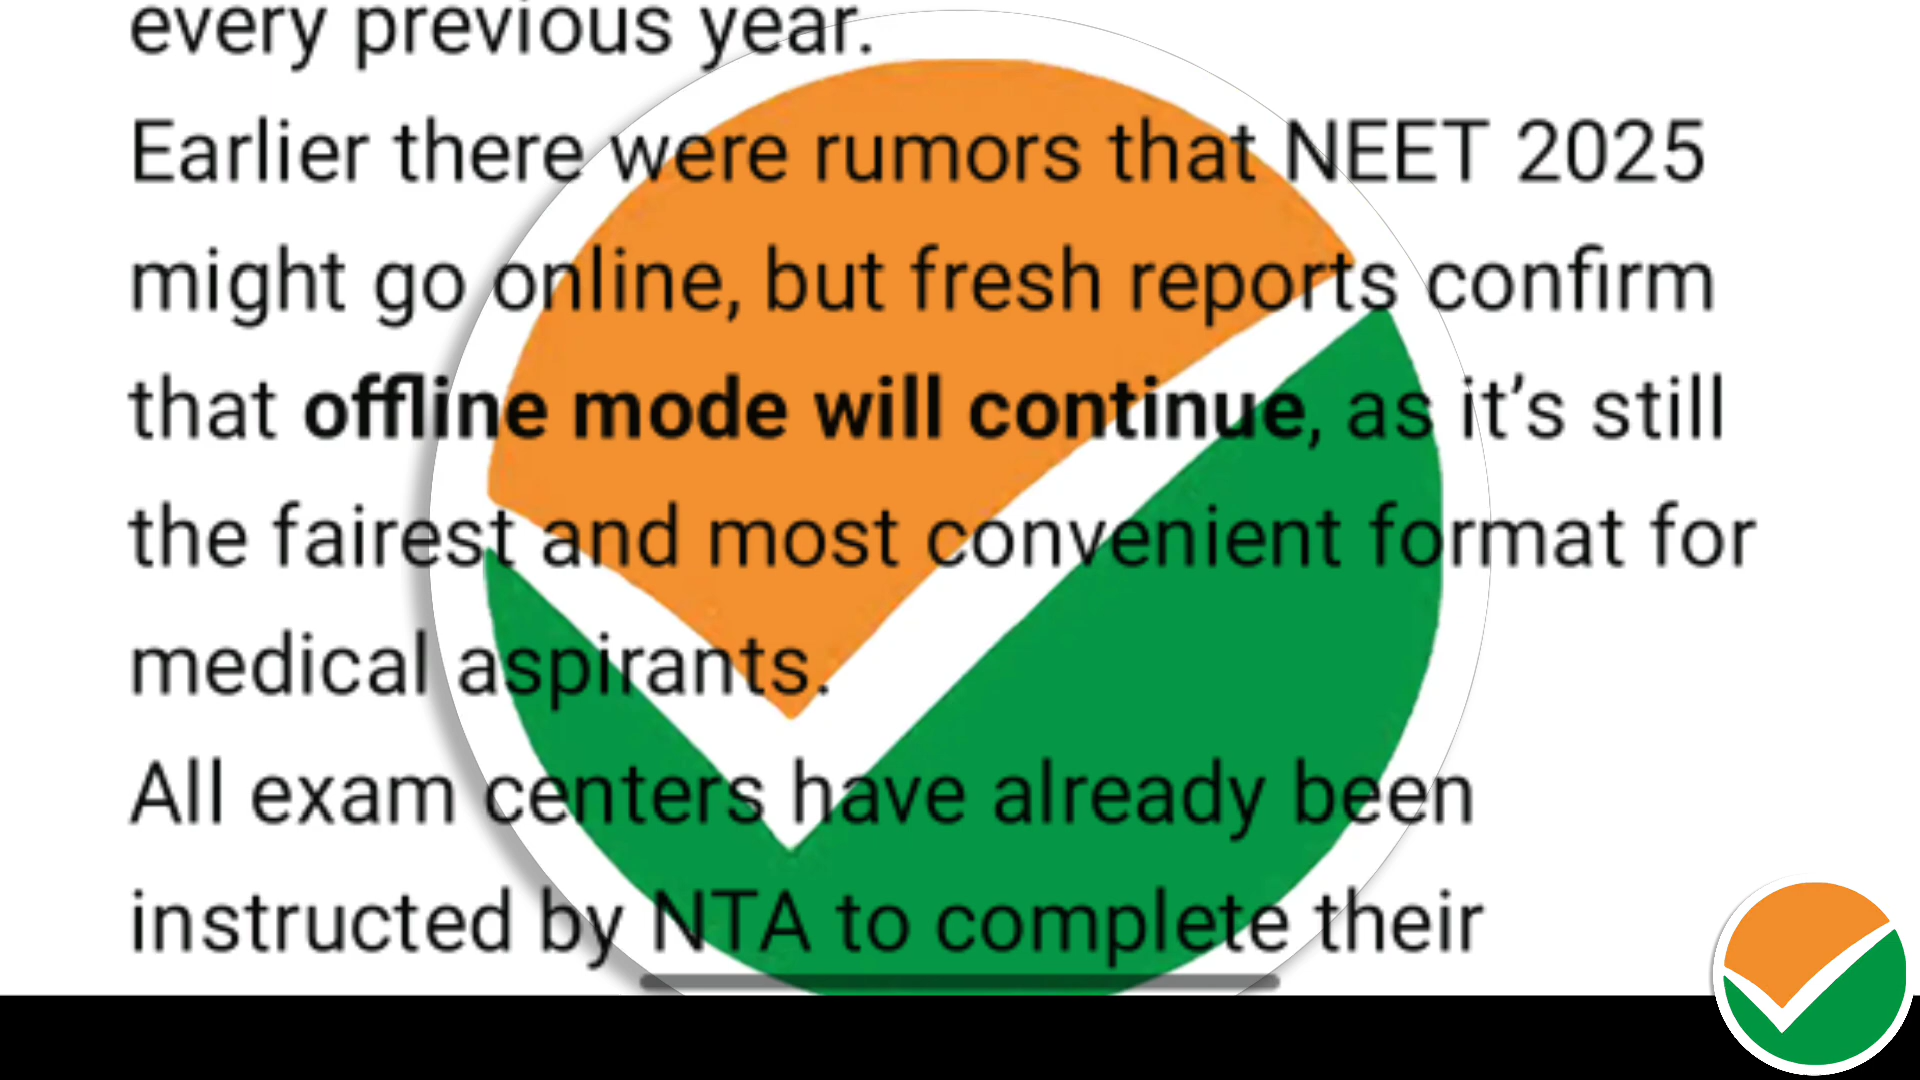 every previous year.
Earlier there were rumors that NEET 2025
might go online, but fresh reports confirm
that offline mode will continue, as it’s still
the fairest and most convenient format for
medical aspirants.
All exam centers have already been
instructed by NTA to complete their